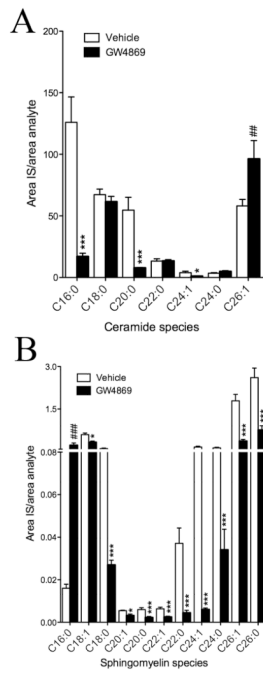 A
Vehicle
GW4869
200
150
100
50
0
Area IS/area analyte
***
***
*
##
C16:0 C18:0 C20:0 C22:0 C24:1 C24:0 C26:1
Ceramide species
B
Vehicle
GW4869
3.0
1.5
0.08
0.06
0.04
0.02
0.00
Area IS/area analyte
###
*
***
*
***
***
***
***
***
***
***
C16:0 C18:1 C18:0 C20:1 C20:0 C22:1 C22:0 C24:1 C24:0 C26:1 C26:0
Sphingomyelin species